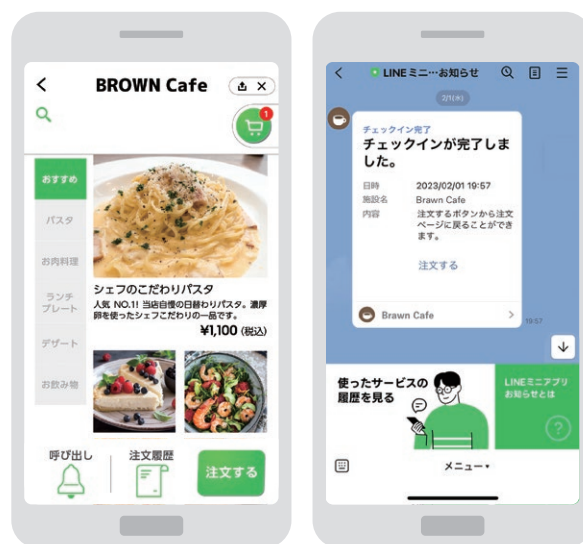 BROWN Cafe
1
おすすめ
パスタ
お肉料理
ランチ
プレート
デザート
お飲み物
シェフのこだわりパスタ
人気 NO.1! 当店自慢の日替わりパスタ。濃厚
卵を使ったシェフこだわりの一品です。
¥1,100 (税込)
呼び出し
注文履歴
注文する
LINEミニ…お知らせ
2/1(水)
チェックイン完了
チェックインが完了しま
した。
日時 2023/02/01 19:57
施設名 Brawn Cafe
内容 注文するボタンから注文
ページに戻ることができ
ます。
注文する
Brawn Cafe
19:57
使ったサービスの
履歴を見る
LINEミニアプリ
お知らせとは
?
メニュー